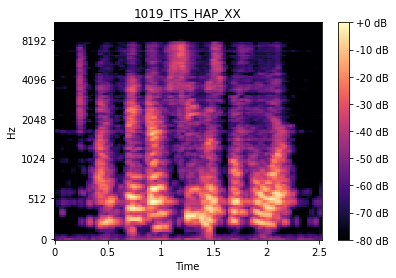 1019_ITS_HAP_XX
8192
4096
2048
1024
512
0
Hz
0
0.5
1
1.5
2
2.5
Time
+0 dB
-10 dB
-20 dB
-30 dB
-40 dB
-50 dB
-60 dB
-70 dB
-80 dB